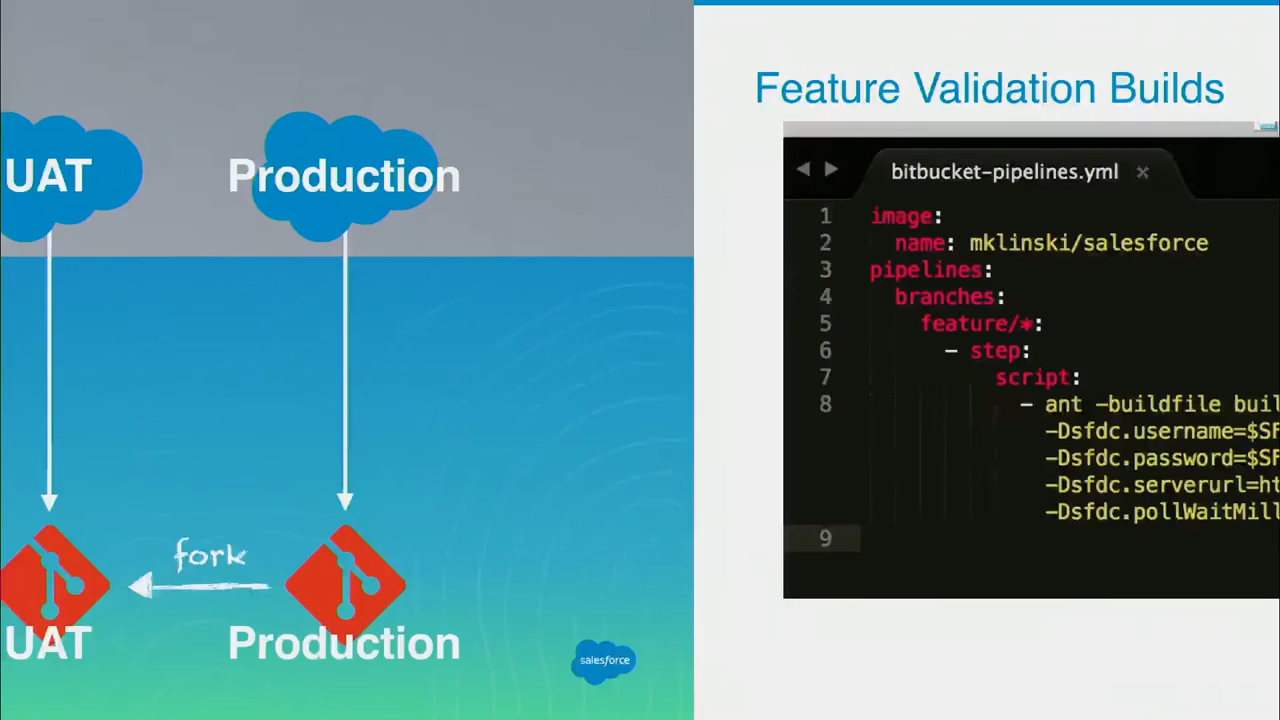 UAT
Production
fork
UAT
Production
salesforce
Feature Validation Builds
bitbucket-pipelines.yml ×
1 image:
2 name: mklinski/salesforce
3 pipelines:
4 branches:
5 feature/*:
6 - step:
7 script:
8 - ant -buildfile buil
-Dsfdc.username=$SF
-Dsfdc.password=$SF
-Dsfdc.serverurl=ht
-Dsfdc.pollWaitMill
9